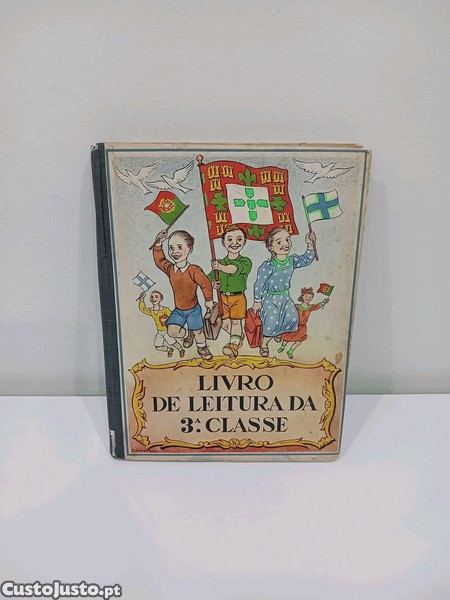 LIVRO
DE LEITURA DA
3.ª CLASSE
CustoJusto.pt